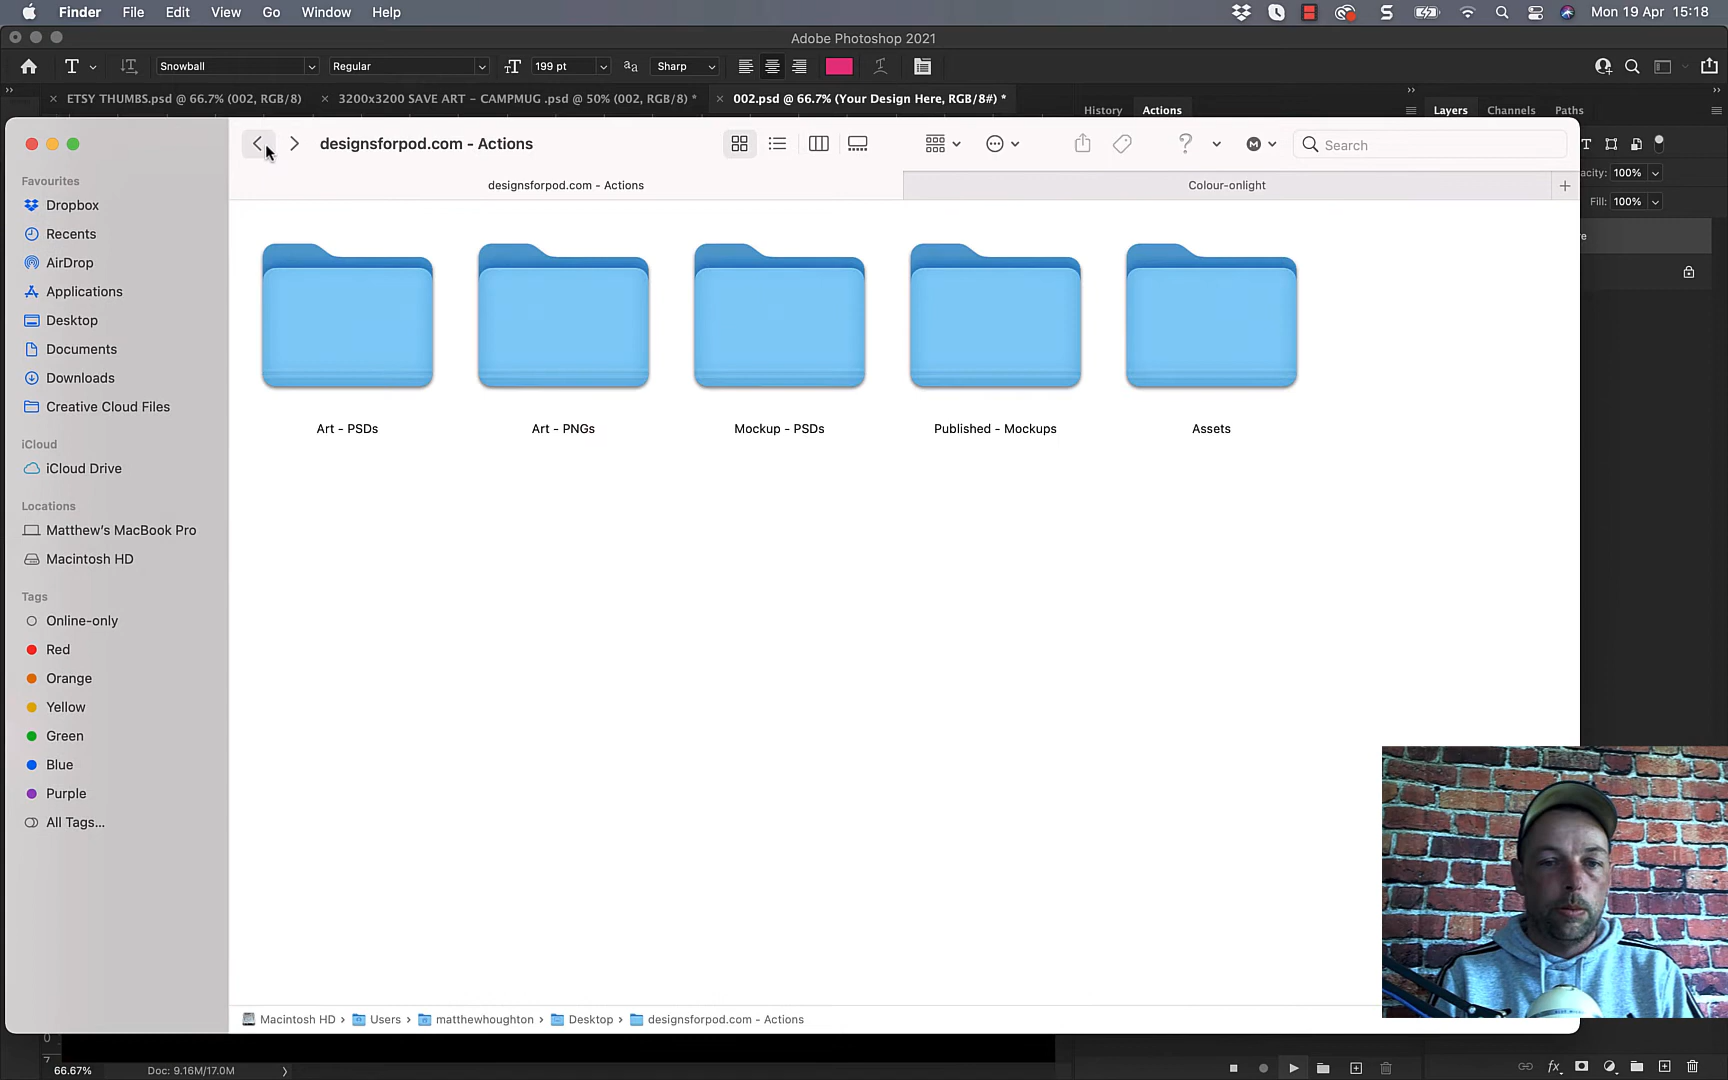 Finder File Edit View Go Window Help Mon 19 Apr 15:18
Adobe Photoshop 2021
T Snowball Regular 199 pt Sharp
ETSY THUMBS.psd @ 66.7% (002, RGB/8) 3200x3200 SAVE ART – CAMPMUG .psd @ 50% (002, RGB/8) * 002.psd @ 66.7% (Your Design Here, RGB/8#) * History Actions Layers Channels Paths
designsforpod.com - Actions Search
designsforpod.com - Actions Colour-onlight
acity: 100%
Fill: 100%
Favourites
Dropbox
Recents
AirDrop
Applications
Desktop
Documents
Downloads
Creative Cloud Files
iCloud
iCloud Drive
Locations
Matthew's MacBook Pro
Macintosh HD
Tags
Online-only
Red
Orange
Yellow
Green
Blue
Purple
All Tags...
Art - PSDs Art - PNGs Mockup - PSDs Published - Mockups Assets
Macintosh HD › Users › matthewhoughton › Desktop › designsforpod.com - Actions
66.67% Doc: 9.16M/17.0M